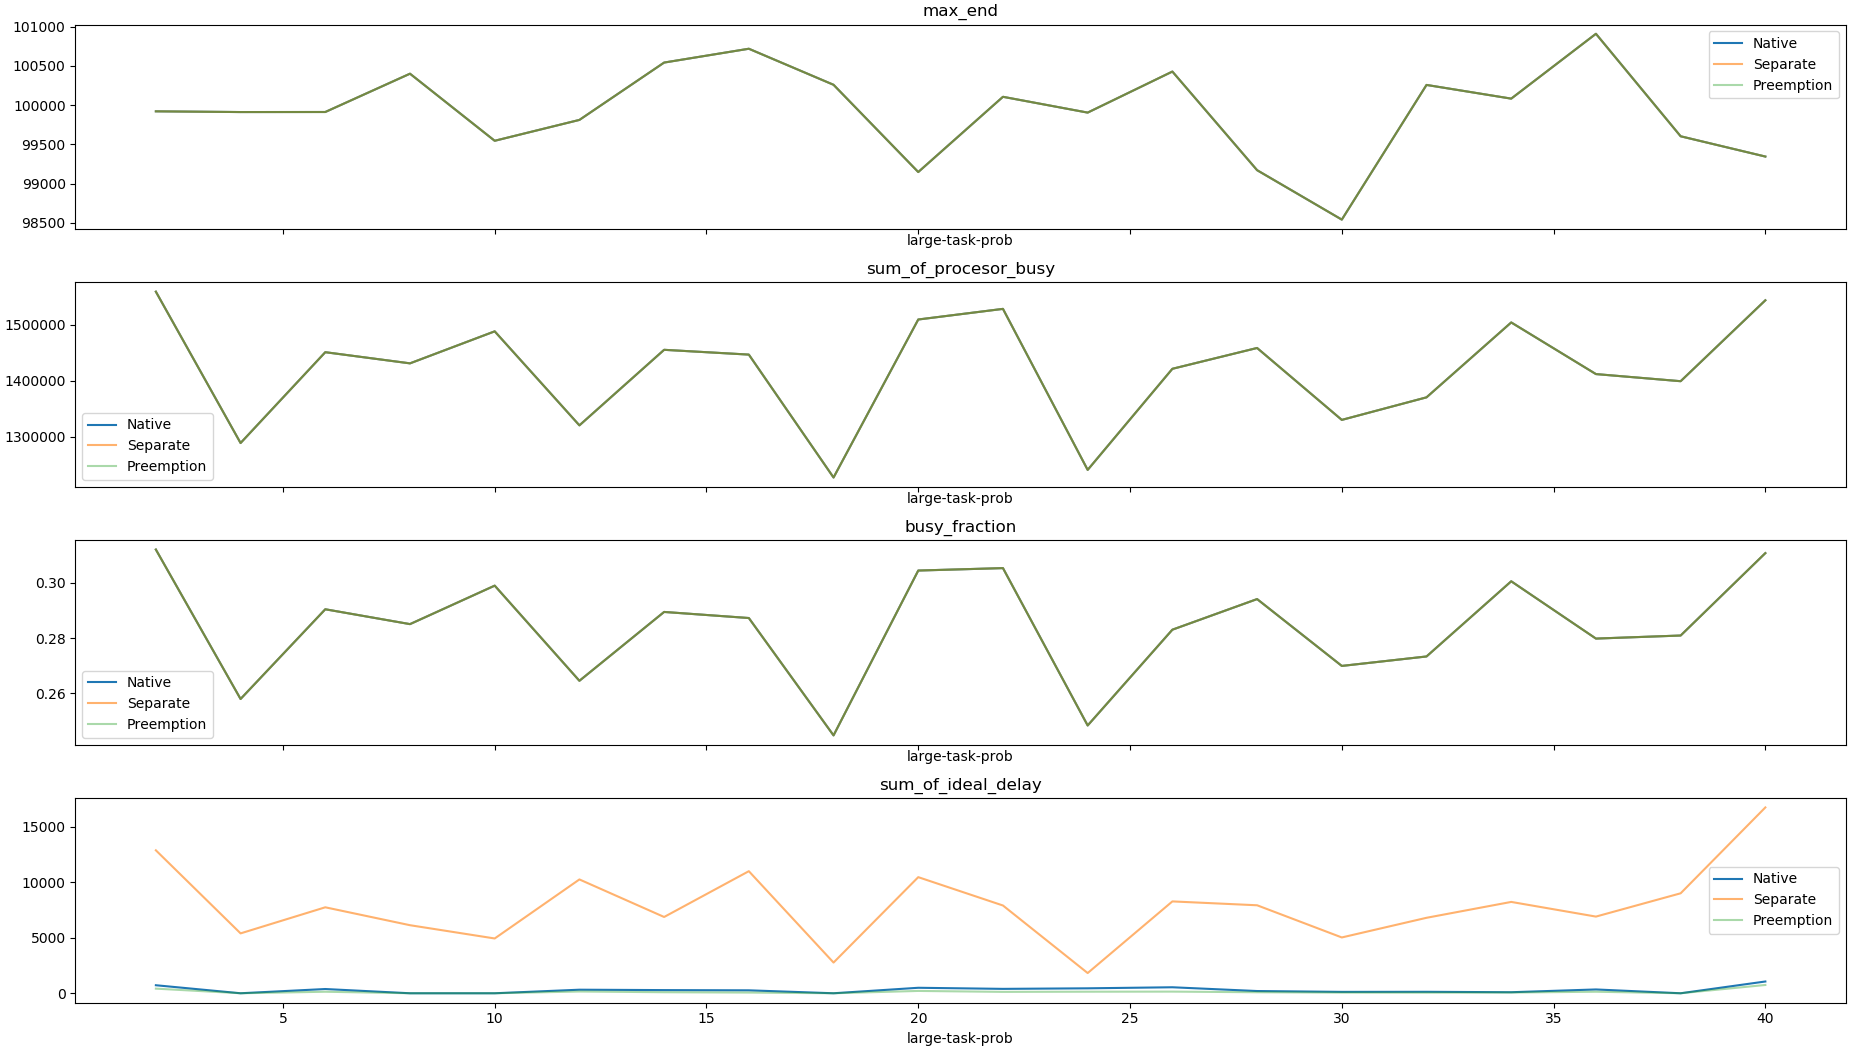 max_end
101000
100500
100000
99500
99000
98500
Native
Separate
Preemption
large-task-prob
sum_of_procesor_busy
1500000
1400000
1300000
Native
Separate
Preemption
large-task-prob
busy_fraction
0.30
0.28
0.26
Native
Separate
Preemption
large-task-prob
sum_of_ideal_delay
15000
10000
5000
0
Native
Separate
Preemption
5 10 15 20 25 30 35 40
large-task-prob